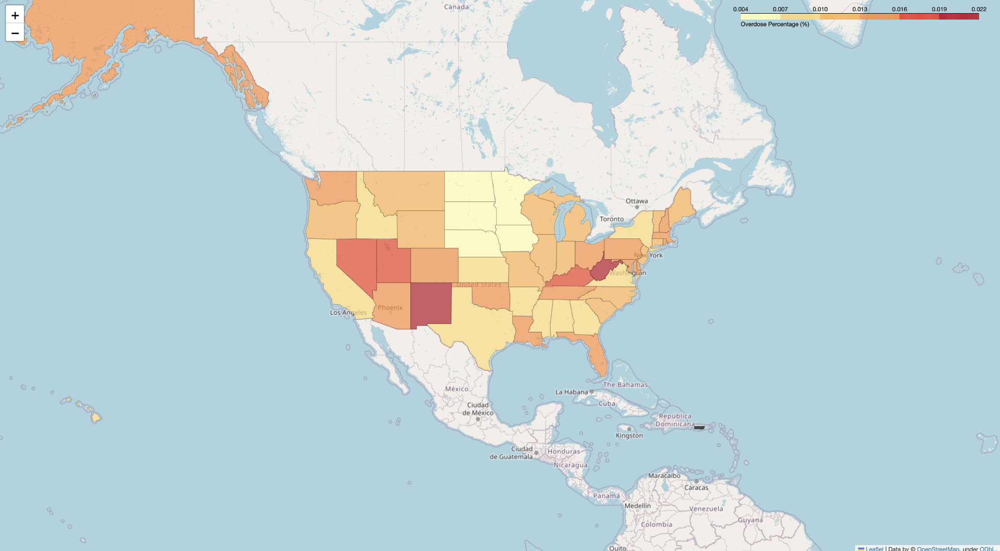 +
−
Canada
0.004 0.007 0.010 0.013 0.016 0.019 0.022
Overdose Percentage (%)
Ottawa
Toronto
New York
Washington
United States
Phoenix
Los Angeles
México
Ciudad
de México
La Habana
The Bahamas
Cuba
República
Dominicana
Kingston
Ciudad
de Guatemala
Honduras
Nicaragua
Maracaibo
Caracas
Panamá
Medellín
Venezuela
Guyana
Colombia
Quito
Leaflet | Data by © OpenStreetMap, under ODbL.